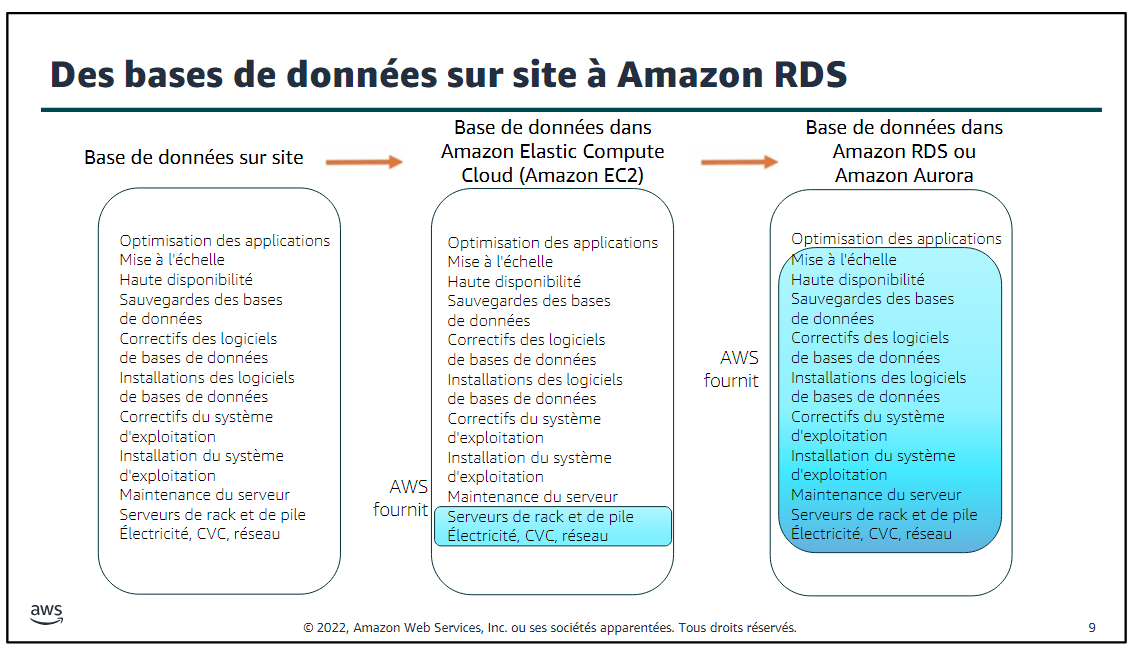 Des bases de données sur site à Amazon RDS
Base de données sur site
Base de données dans
Amazon Elastic Compute
Cloud (Amazon EC2)
Base de données dans
Amazon RDS ou
Amazon Aurora
Optimisation des applications
Mise à l'échelle
Haute disponibilité
Sauvegardes des bases
de données
Correctifs des logiciels
de bases de données
Installations des logiciels
de bases de données
Correctifs du système
d'exploitation
Installation du système
d'exploitation
Maintenance du serveur
Serveurs de rack et de pile
Électricité, CVC, réseau
AWS
fournit
Optimisation des applications
Mise à l'échelle
Haute disponibilité
Sauvegardes des bases
de données
Correctifs des logiciels
de bases de données
Installations des logiciels
de bases de données
Correctifs du système
d'exploitation
Installation du système
d'exploitation
Maintenance du serveur
Serveurs de rack et de pile
Électricité, CVC, réseau
AWS
fournit
Optimisation des applications
Mise à l'échelle
Haute disponibilité
Sauvegardes des bases
de données
Correctifs des logiciels
de bases de données
Installations des logiciels
de bases de données
Correctifs du système
d'exploitation
Installation du système
d'exploitation
Maintenance du serveur
Serveurs de rack et de pile
Électricité, CVC, réseau
aws
© 2022, Amazon Web Services, Inc. ou ses sociétés apparentées. Tous droits réservés.
9